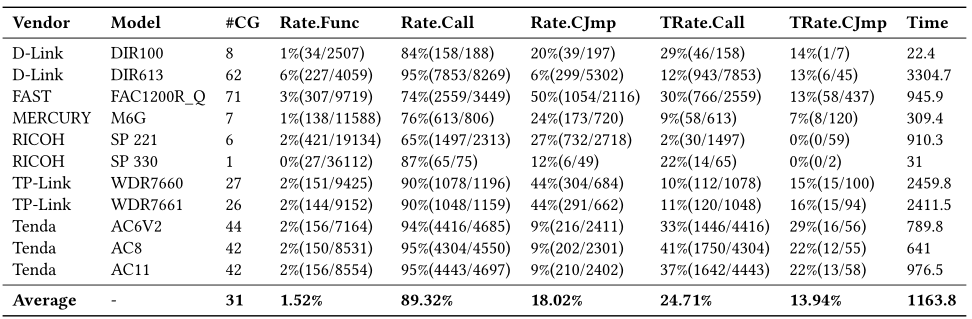 Vendor Model #CG Rate.Func Rate.Call Rate.CJmp TRate.Call TRate.CJmp Time
D-Link DIR100 8 1%(34/2507) 84%(158/188) 20%(39/197) 29%(46/158) 14%(1/7) 22.4
D-Link DIR613 62 6%(227/4059) 95%(7853/8269) 6%(299/5302) 12%(943/7853) 13%(6/45) 3304.7
FAST FAC1200R_Q 71 3%(307/9719) 74%(2559/3449) 50%(1054/2116) 30%(766/2559) 13%(58/437) 945.9
MERCURY M6G 7 1%(138/11588) 76%(613/806) 24%(173/720) 9%(58/613) 7%(8/120) 309.4
RICOH SP 221 6 2%(421/19134) 65%(1497/2313) 27%(732/2718) 2%(30/1497) 0%(0/59) 910.3
RICOH SP 330 1 0%(27/36112) 87%(65/75) 12%(6/49) 22%(14/65) 0%(0/2) 31
TP-Link WDR7660 27 2%(151/9425) 90%(1078/1196) 44%(304/684) 10%(112/1078) 15%(15/100) 2459.8
TP-Link WDR7661 26 2%(144/9152) 90%(1048/1159) 44%(291/662) 11%(120/1048) 16%(15/94) 2411.5
Tenda AC6V2 44 2%(156/7164) 94%(4416/4685) 9%(216/2411) 33%(1446/4416) 29%(16/56) 789.8
Tenda AC8 42 2%(150/8531) 95%(4304/4550) 9%(202/2301) 41%(1750/4304) 22%(12/55) 641
Tenda AC11 42 2%(156/8554) 95%(4443/4697) 9%(210/2402) 37%(1642/4443) 22%(13/58) 976.5
Average - 31 1.52% 89.32% 18.02% 24.71% 13.94% 1163.8